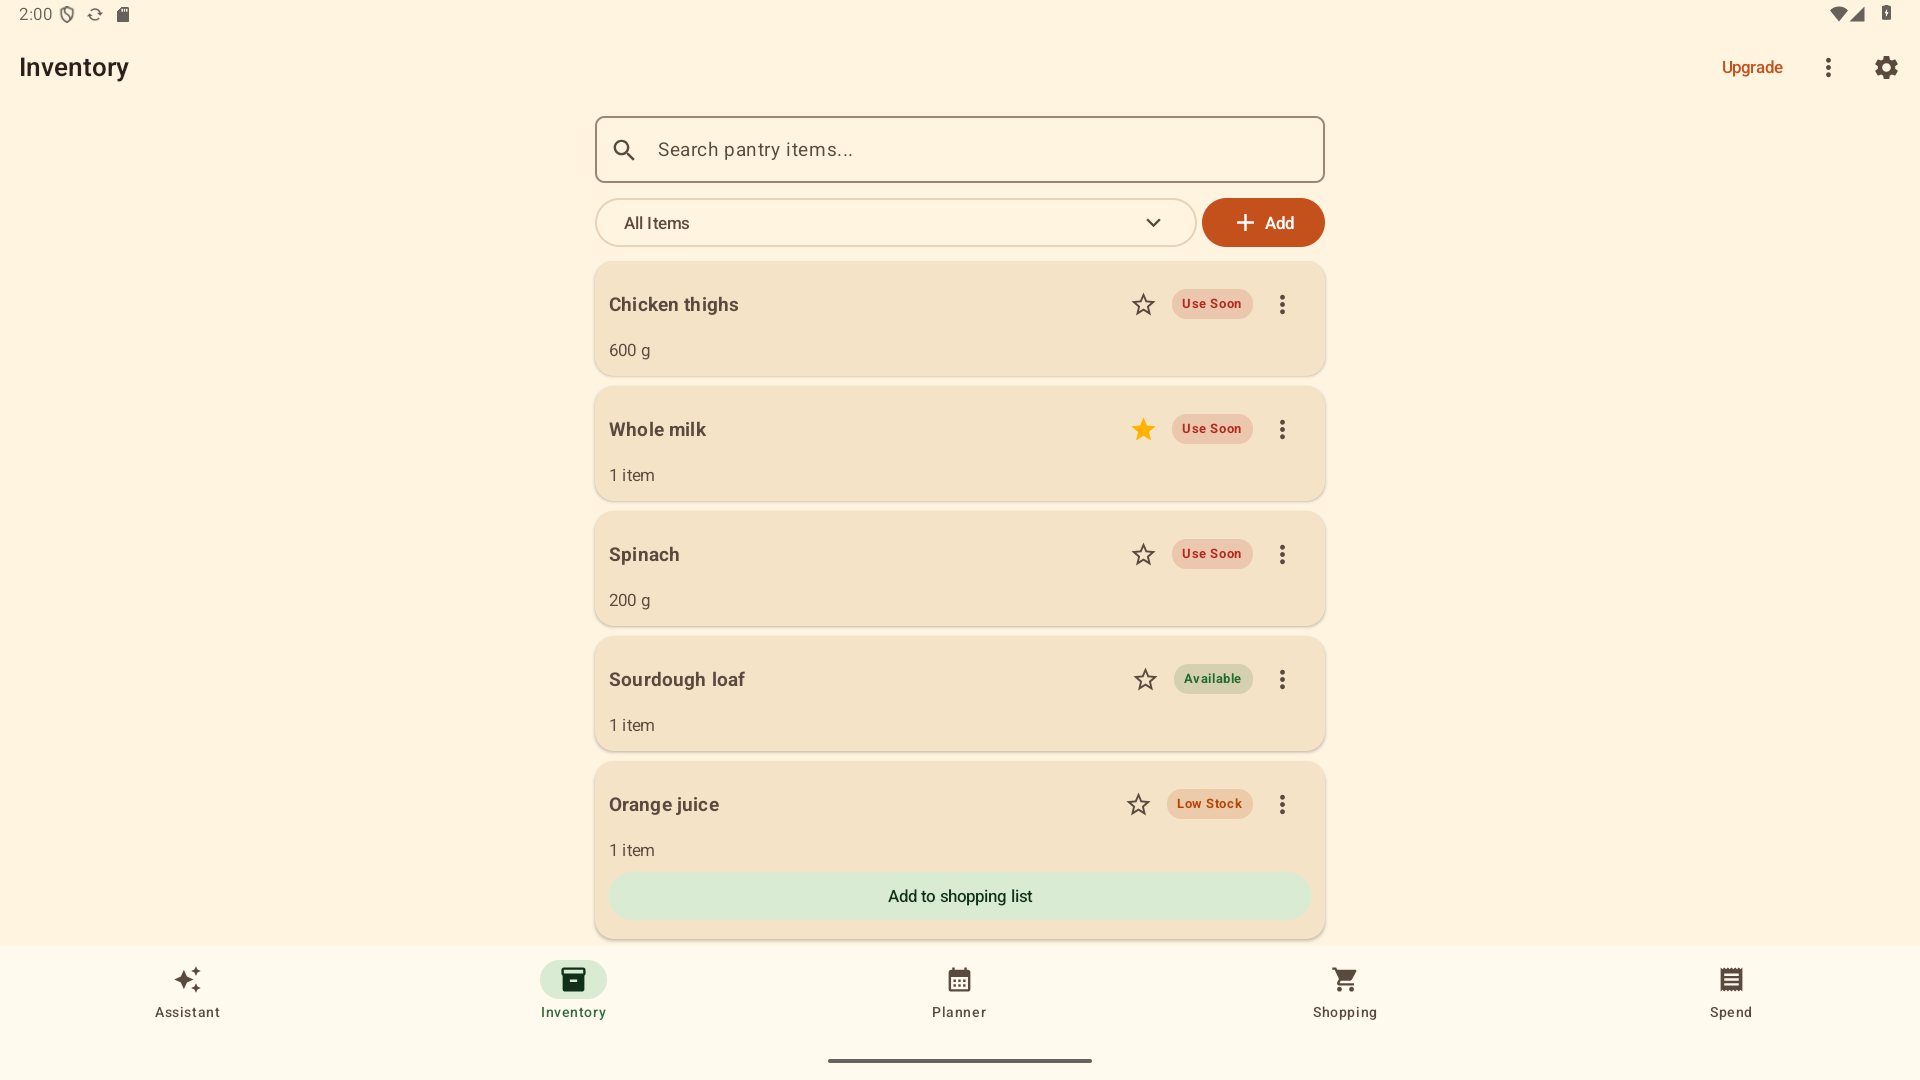 2:00
Inventory
Upgrade
Search pantry items...
All Items
Add
Chicken thighs
Use Soon
600 g
Whole milk
Use Soon
1 item
Spinach
Use Soon
200 g
Sourdough loaf
Available
1 item
Orange juice
Low Stock
1 item
Add to shopping list
Assistant
Inventory
Planner
Shopping
Spend